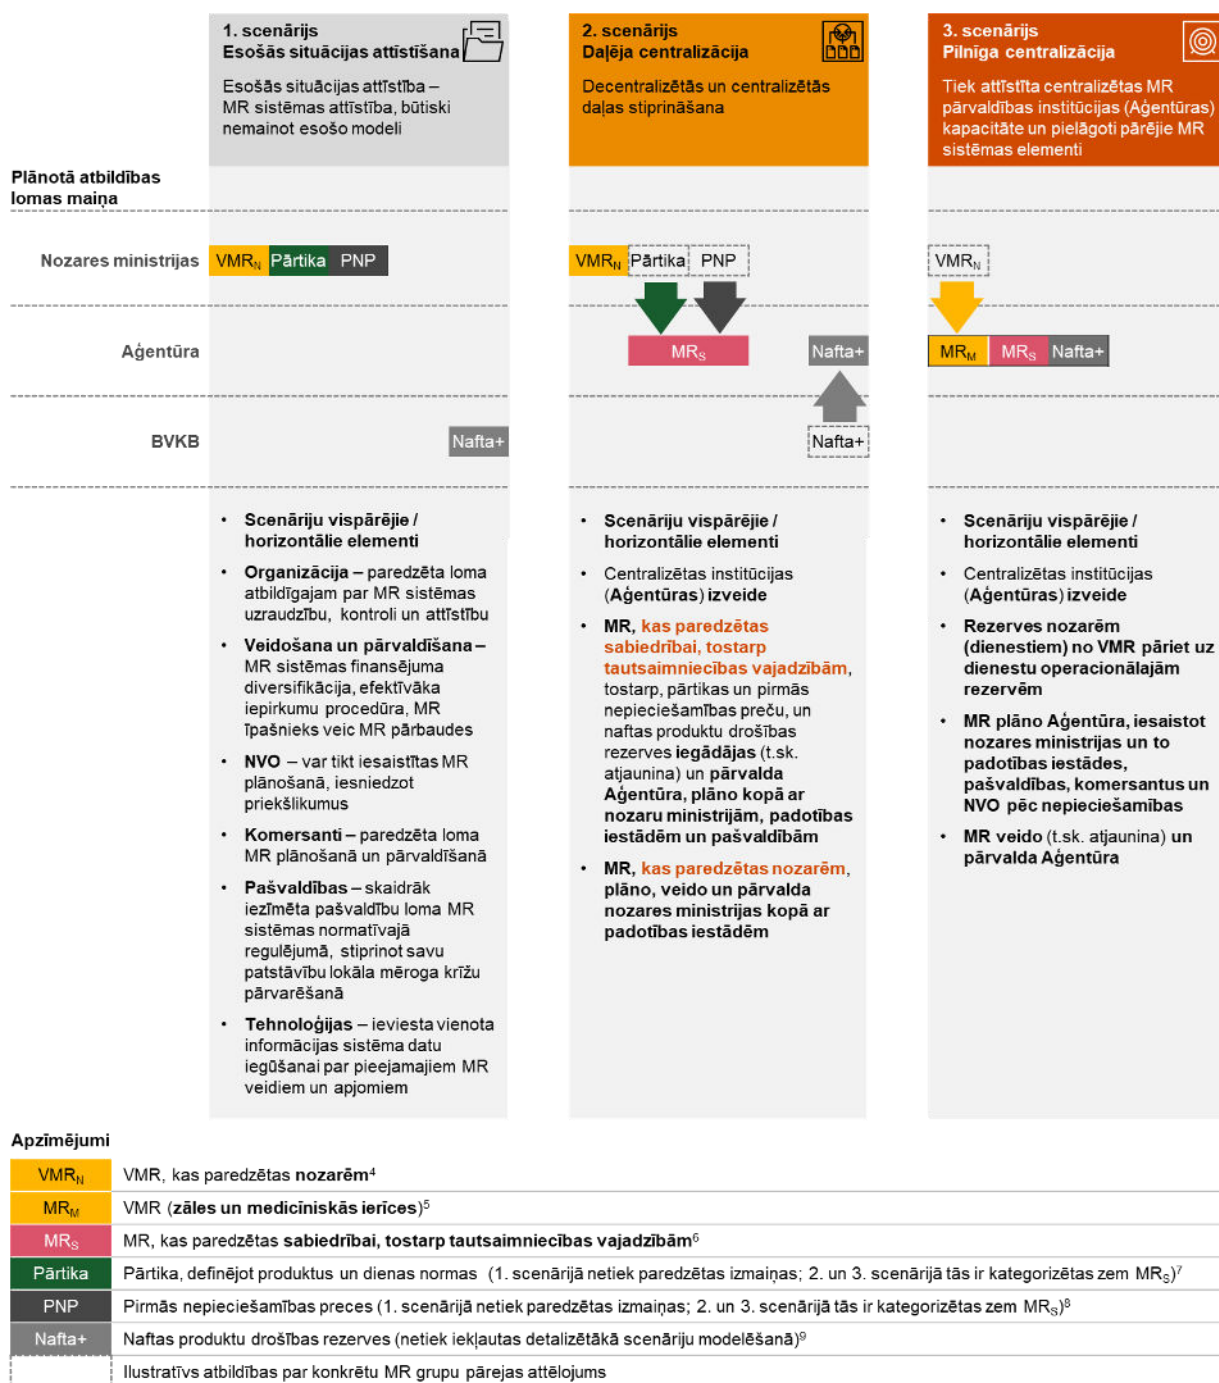 1. scenārijs
Esošās situācijas attīstīšana
Esošās situācijas attīstība –
MR sistēmas attīstība, būtiski
nemainot esošo modeli
2. scenārijs
Daļēja centralizācija
Decentralizētās un centralizētās
daļas stiprināšana
3. scenārijs
Pilnīga centralizācija
Tiek attīstīta centralizētas MR
pārvaldības institūcijas (Aģentūras)
kapacitāte un pielāgoti pārējie MR
sistēmas elementi
Plānotā atbildības
lomas maiņa
Nozares ministrijas
VMR_N Pārtika PNP
VMR_N Pārtika PNP
VMR_N
Aģentūra
MR_S Nafta+
MR_M MR_S Nafta+
BVKB
Nafta+
Nafta+
• Scenāriju vispārējie /
horizontālie elementi
• Organizācija – paredzēta loma
atbildīgajam par MR sistēmas
uzraudzību, kontroli un attīstību
• Veidošana un pārvaldīšana –
MR sistēmas finansējuma
diversifikācija, efektīvāka
iepirkumu procedūra, MR
īpašnieks veic MR pārbaudes
• NVO – var tikt iesaistītas MR
plānošanā, iesniedzot
priekšlikumus
• Komersanti – paredzēta loma
MR plānošanā un pārvaldīšanā
• Pašvaldības – skaidrāk
iezīmēta pašvaldību loma MR
sistēmas normatīvajā
regulējumā, stiprinot savu
patstāvību lokāla mēroga krīžu
pārvarēšanā
• Tehnoloģijas – ieviesta vienota
informācijas sistēma datu
iegūšanai par pieejamajiem MR
veidiem un apjomiem
• Scenāriju vispārējie /
horizontālie elementi
• Centralizētas institūcijas
(Aģentūras) izveide
• MR, kas paredzētas
sabiedrībai, tostarp
tautsaimniecības vajadzībām,
tostarp, pārtikas un pirmās
nepieciešamības preču, un
naftas produktu drošības
rezerves iegādājas (t.sk.
atjaunina) un pārvalda
Aģentūra, plāno kopā ar
nozaru ministrijām, padotības
iestādēm un pašvaldībām
• MR, kas paredzētas nozarēm,
plāno, veido un pārvalda
nozares ministrijas kopā ar
padotības iestādēm
• Scenāriju vispārējie /
horizontālie elementi
• Centralizētas institūcijas
(Aģentūras) izveide
• Rezerves nozarēm
(dienestiem) no VMR pāriet uz
dienestu operacionālajām
rezervēm
• MR plāno Aģentūra, iesaistot
nozares ministrijas un to
padotības iestādes,
pašvaldības, komersantus un
NVO pēc nepieciešamības
• MR veido (t.sk. atjaunina) un
pārvalda Aģentūra
Apzīmējumi
VMR_N VMR, kas paredzētas nozarēm⁴
MR_M VMR (zāles un medicīniskās ierīces)⁵
MR_S MR, kas paredzētas sabiedrībai, tostarp tautsaimniecības vajadzībām⁶
Pārtika Pārtika, definējot produktus un dienas normas (1. scenārijā netiek paredzētas izmaiņas; 2. un 3. scenārijā tās ir kategorizētas zem MR_S)⁷
PNP Pirmās nepieciešamības preces (1. scenārijā netiek paredzētas izmaiņas; 2. un 3. scenārijā tās ir kategorizētas zem MR_S)⁸
Nafta+ Naftas produktu drošības rezerves (netiek iekļautas detalizētākā scenāriju modelēšanā)⁹
Ilustratīvs atbildības par konkrētu MR grupu pārejas attēlojums